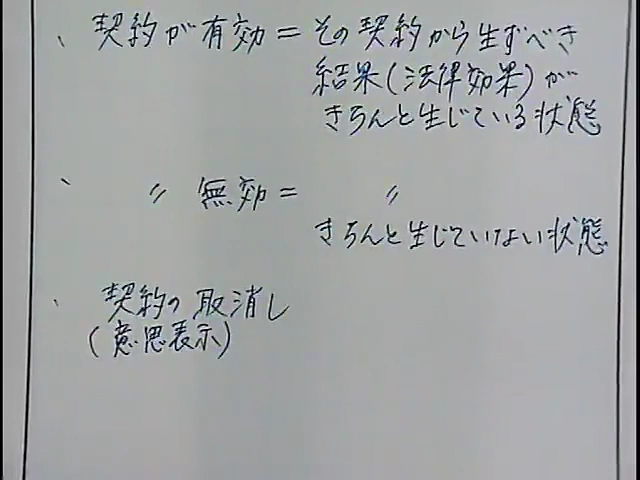 、契約が有効＝その契約から生ずべき
結果(法律効果)が
きちんと生じている状態
、〃無効＝〃
きちんと生じていない状態
、契約の取消し
(意思表示)